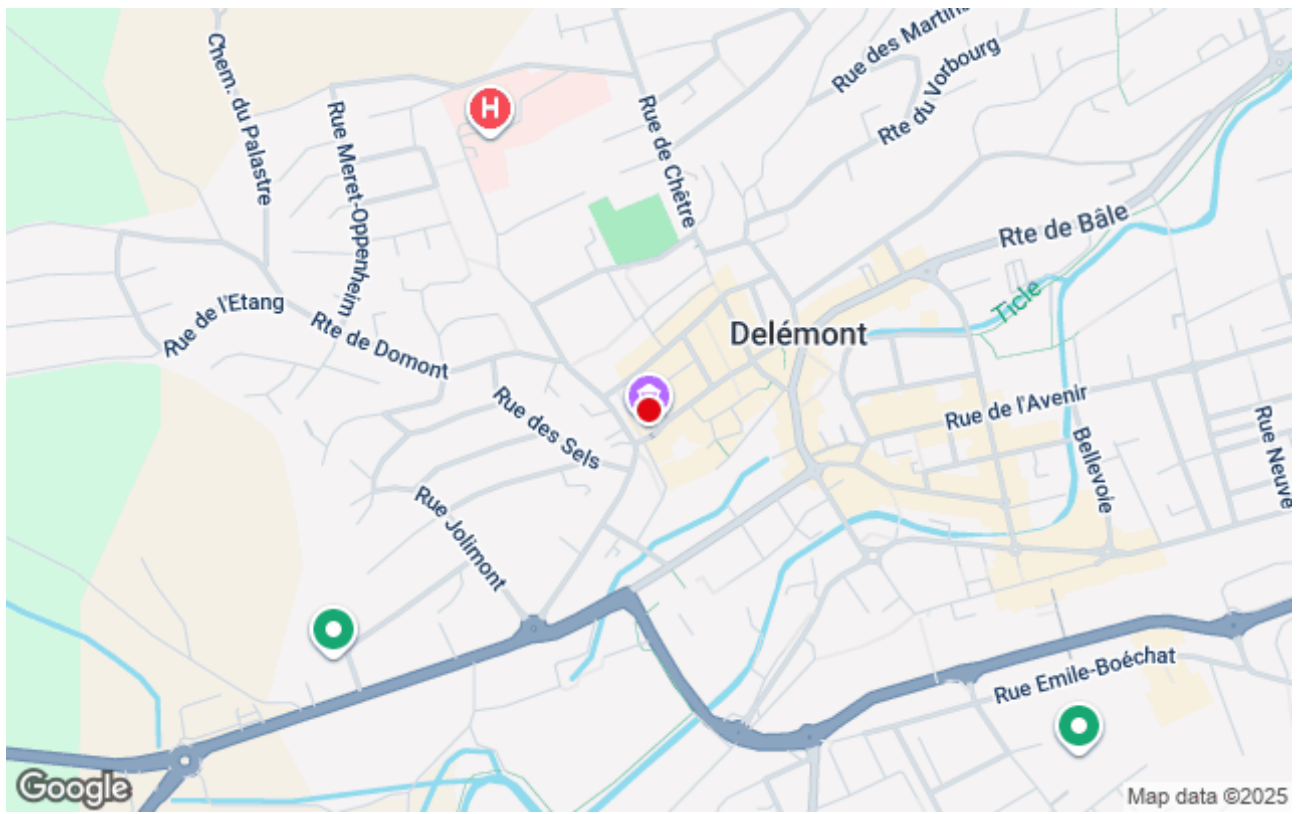 Rue des Martins
Chem. du Palastre
Rte du Vorbourg
H
Rue Meret-Oppenheim
Rue de Chêtre
Rte de Bâle
Ticle
Rue de l'Etang
Rte de Domont
Delémont
Rue de l'Avenir
Rue des Sels
Bellevoie
Rue Neuve
Rue Jolimont
Rue Emile-Boéchat
Google
Map data ©2025